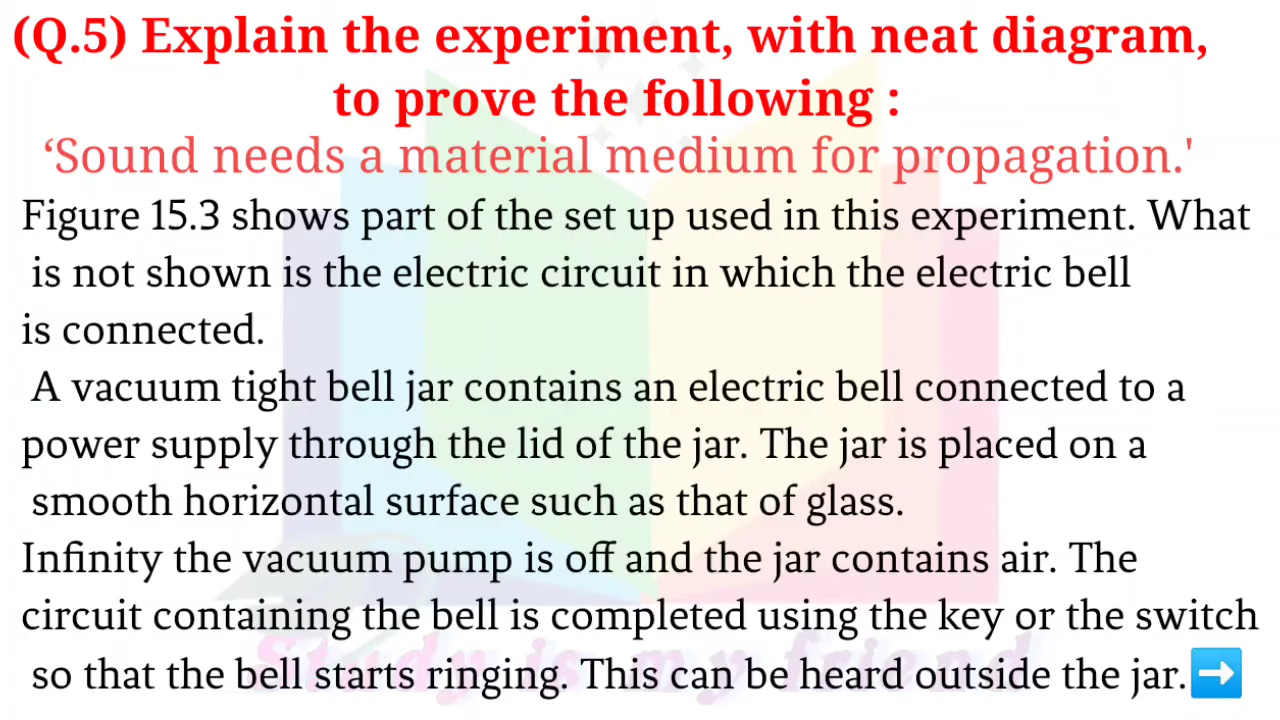 (Q.5) Explain the experiment, with neat diagram,
to prove the following :
‘Sound needs a material medium for propagation.'
Figure 15.3 shows part of the set up used in this experiment. What
is not shown is the electric circuit in which the electric bell
is connected.
A vacuum tight bell jar contains an electric bell connected to a
power supply through the lid of the jar. The jar is placed on a
smooth horizontal surface such as that of glass.
Infinity the vacuum pump is off and the jar contains air. The
circuit containing the bell is completed using the key or the switch
so that the bell starts ringing. This can be heard outside the jar.➡
Study is my friend